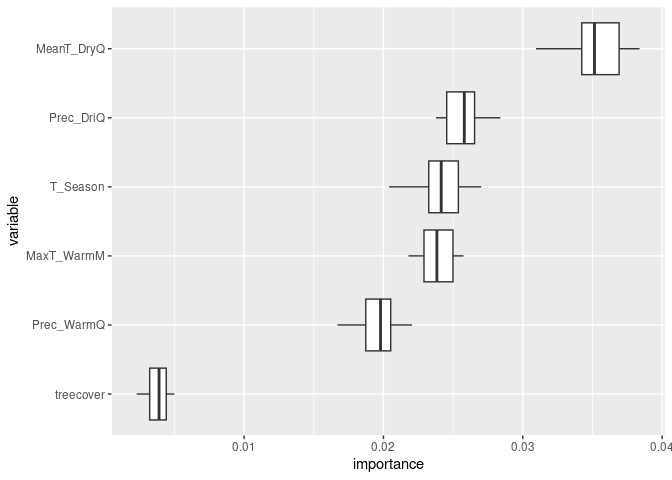 MeanT_DryQ
Prec_DriQ
T_Season
MaxT_WarmM
Prec_WarmQ
treecover
variable
0.01 0.02 0.03 0.04
importance